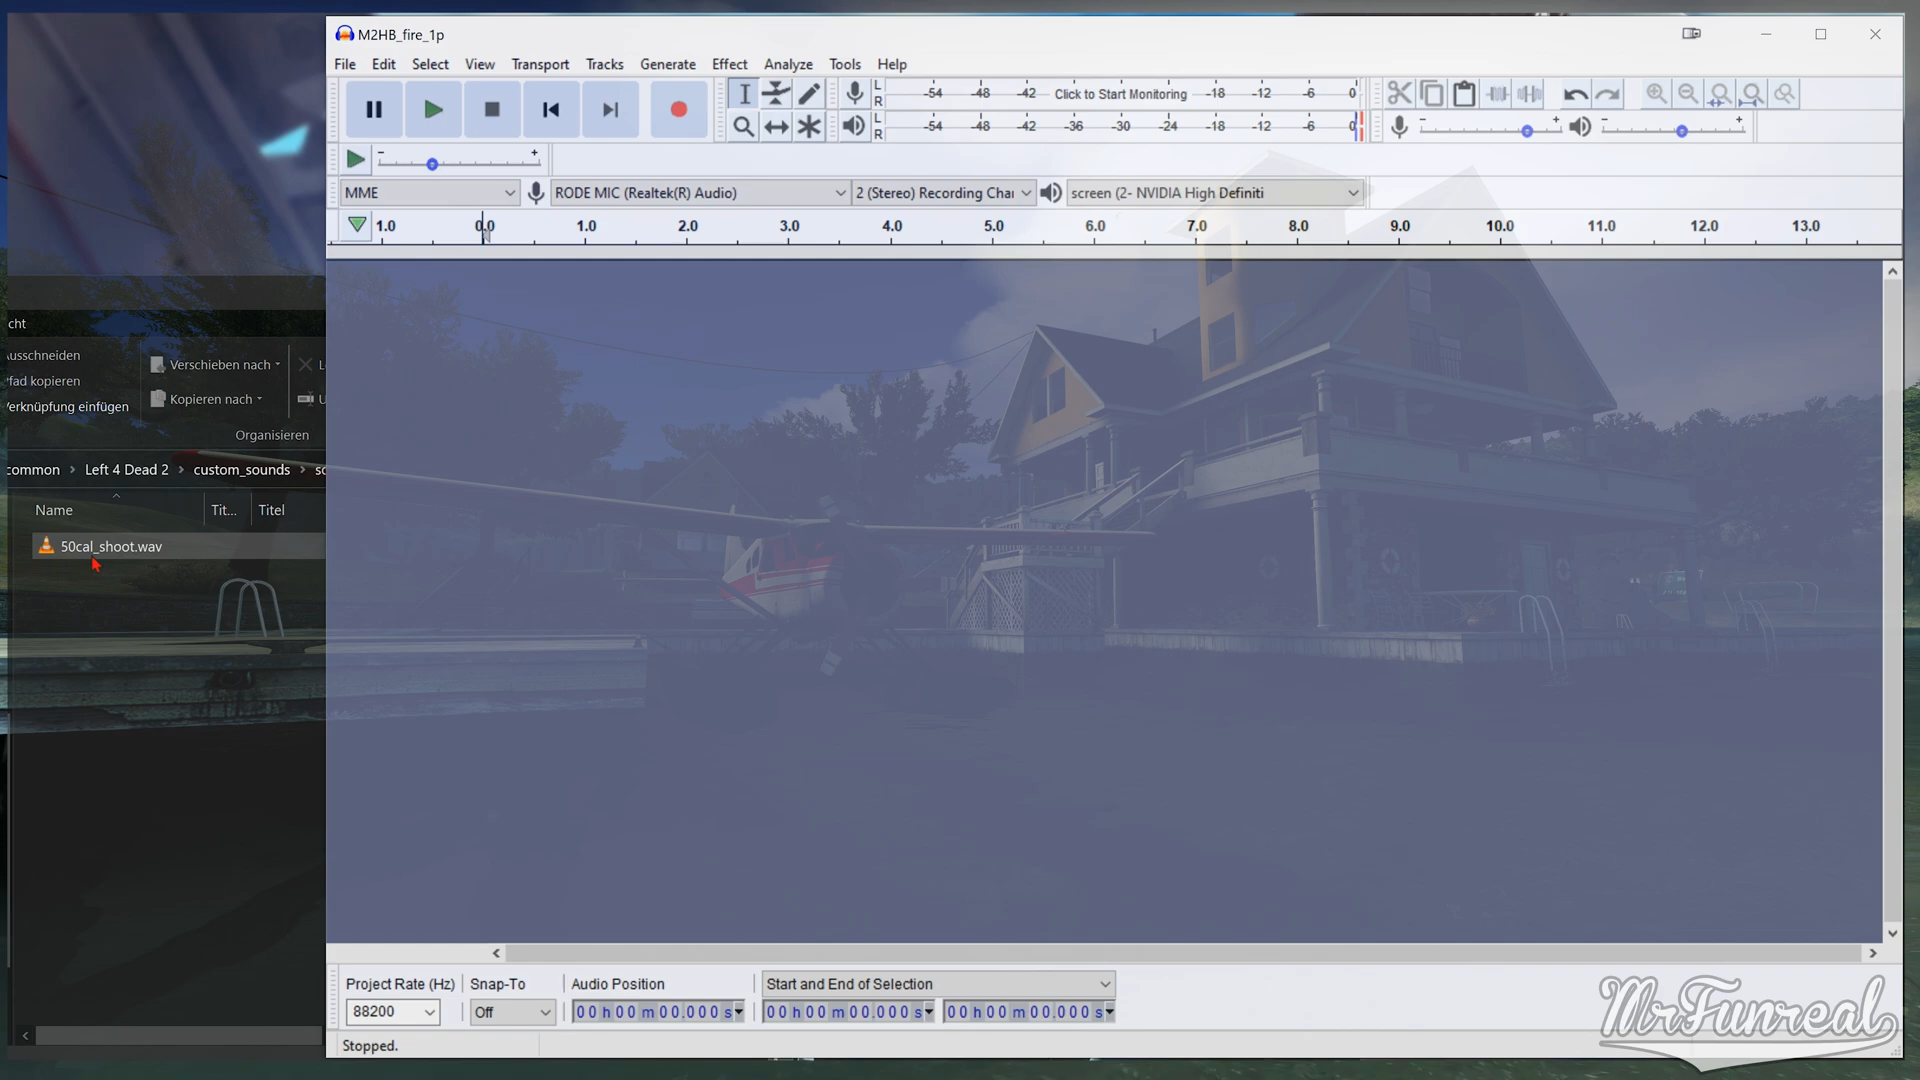 M2HB_fire_1p
File Edit Select View Transport Tracks Generate Effect Analyze Tools Help
L
R
-54 -48 -42 Click to Start Monitoring -18 -12 -6 0
L
R
-54 -48 -42 -36 -30 -24 -18 -12 -6 0
- +
- +
- +
MME
RODE MIC (Realtek(R) Audio)
2 (Stereo) Recording Chai
screen (2- NVIDIA High Definiti
1.0 0.0 1.0 2.0 3.0 4.0 5.0 6.0 7.0 8.0 9.0 10.0 11.0 12.0 13.0
cht
Ausschneiden
Pfad kopieren
Verknüpfung einfügen
Verschieben nach
Kopieren nach
L
U
Organisieren
common > Left 4 Dead 2 > custom_sounds > so
Name Tit... Titel
50cal_shoot.wav
Project Rate (Hz) Snap-To Audio Position Start and End of Selection
88200 Off 00 h 00 m 00.000 s 00 h 00 m 00.000 s 00 h 00 m 00.000 s
Stopped.
MrFunreal